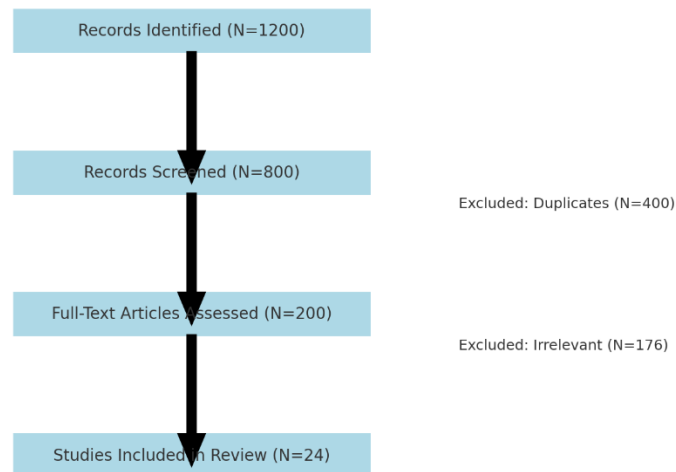 Records Identified (N=1200)
Records Screened (N=800)
Excluded: Duplicates (N=400)
Full-Text Articles Assessed (N=200)
Excluded: Irrelevant (N=176)
Studies Included in Review (N=24)